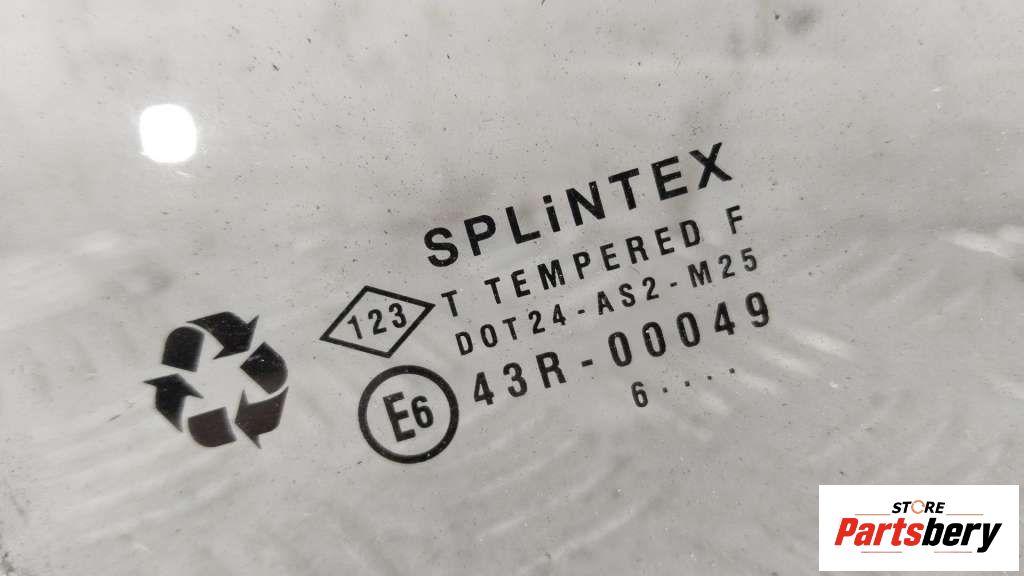 SPLiNTEX
123 T TEMPERED F
DOT24-AS2-M25
E6 43R-00049
6····
STORE
Partsbery